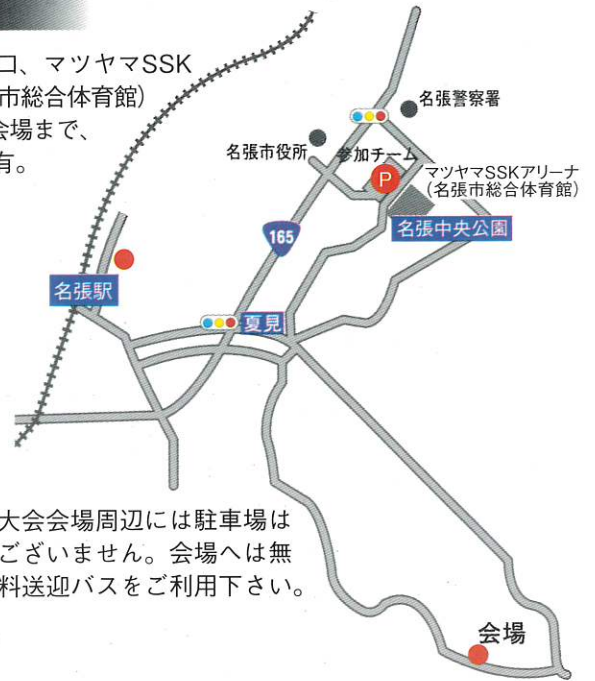 口、マツヤマSSK
市総合体育館)
会場まで、
有。
名張警察署
名張市役所
参加チーム
P
マツヤマSSKアリーナ
(名張市総合体育館)
名張中央公園
165
名張駅
夏見
大会会場周辺には駐車場は
ございません。会場へは無
料送迎バスをご利用下さい。
会場